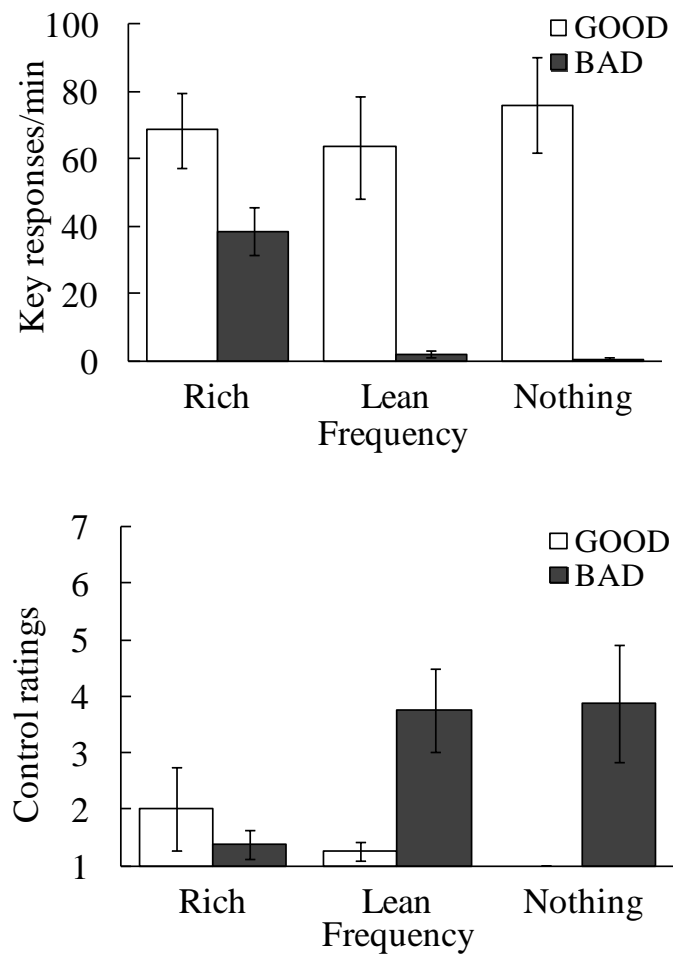 100
80
60
40
20
0
Key responses/min
GOOD
BAD
Rich Lean Nothing
Frequency
7
6
5
4
3
2
1
Control ratings
GOOD
BAD
Rich Lean Nothing
Frequency